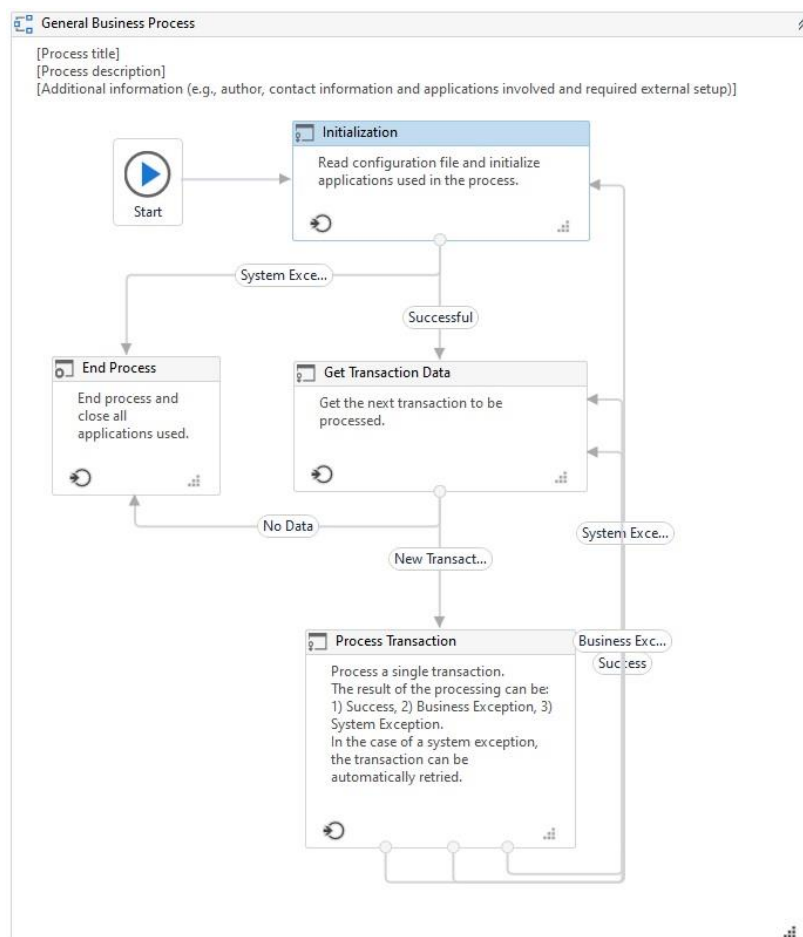 General Business Process
[Process title]
[Process description]
[Additional information (e.g., author, contact information and applications involved and required external setup)]
Start
Initialization
Read configuration file and initialize
applications used in the process.
System Exce...
Successful
End Process
End process and
close all
applications used.
Get Transaction Data
Get the next transaction to be
processed.
No Data
New Transact...
System Exce...
Process Transaction
Process a single transaction.
The result of the processing can be:
1) Success, 2) Business Exception, 3)
System Exception.
In the case of a system exception,
the transaction can be
automatically retried.
Business Exc...
Success